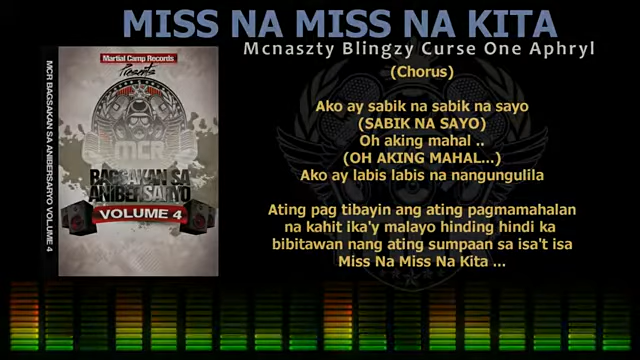 MISS NA MISS NA KITA
Mcnaszty Blingzy Curse One Aphryl
Martial Camp Records
Presents
MCR
BAGSAKAN SA
ANIBERSARYO
VOLUME 4
MCR BAGSAKAN SA ANIBERSARYO VOLUME 4
(Chorus)
Ako ay sabik na sabik na sayo
(SABIK NA SAYO)
Oh aking mahal ..
(OH AKING MAHAL...)
Ako ay labis labis na nangungulila
Ating pag tibayin ang ating pagmamahalan
na kahit ika'y malayo hinding hindi ka
bibitawan nang ating sumpaan sa isa't isa
Miss Na Miss Na Kita ...